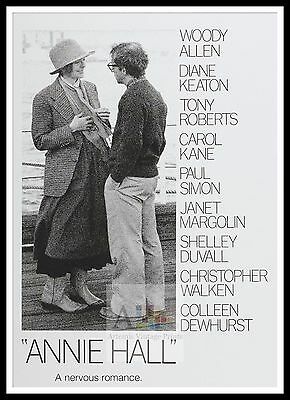 WOODY
ALLEN
DIANE
KEATON
TONY
ROBERTS
CAROL
KANE
PAUL
SIMON
JANET
MARGOLIN
SHELLEY
DUVALL
CHRISTOPHER
WALKEN
COLLEEN
DEWHURST
"ANNIE HALL"
A nervous romance.